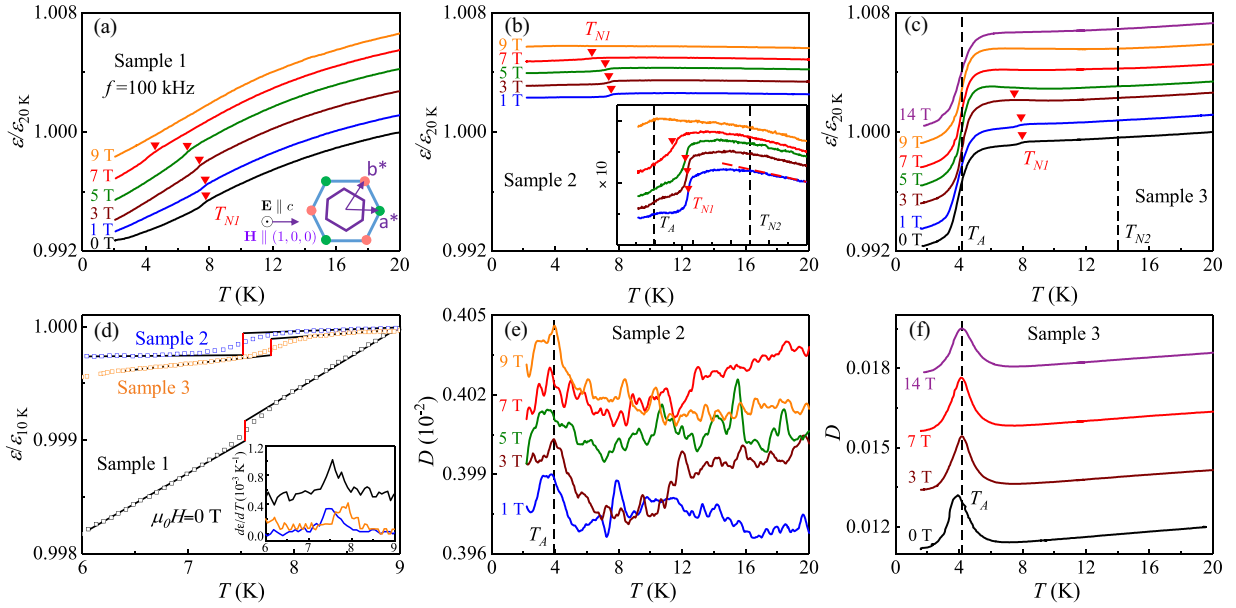 (a)
Sample 1
f=100 kHz
9 T
7 T
5 T
3 T
1 T
0 T
T_N1
E ∥ c
H ∥ (1, 0, 0)
b*
a*
1.008
1.000
0.992
ε/ε_20 K
0 4 8 12 16 20
T (K)
(b)
T_N1
9 T
7 T
5 T
3 T
1 T
Sample 2
× 10
T_N1
T_A
T_N2
1.008
1.000
0.992
ε/ε_20 K
0 4 8 12 16 20
T (K)
(c)
14 T
9 T
7 T
5 T
3 T
1 T
0 T
T_N1
Sample 3
T_A
T_N2
1.008
1.000
0.992
ε/ε_20 K
0 4 8 12 16 20
T (K)
(d)
Sample 2
Sample 3
Sample 1
μ₀H=0 T
1.2
0.8
0.4
0.0
dε/dT (10⁻³ K⁻¹)
6 7 8 9
1.000
0.999
0.998
ε/ε_10 K
6 7 8 9
T (K)
(e)
Sample 2
9 T
7 T
5 T
3 T
1 T
T_A
0.405
0.402
0.399
0.396
D (10⁻²)
0 4 8 12 16 20
T (K)
(f)
Sample 3
14 T
7 T
3 T
0 T
T_A
0.018
0.015
0.012
D
0 4 8 12 16 20
T (K)